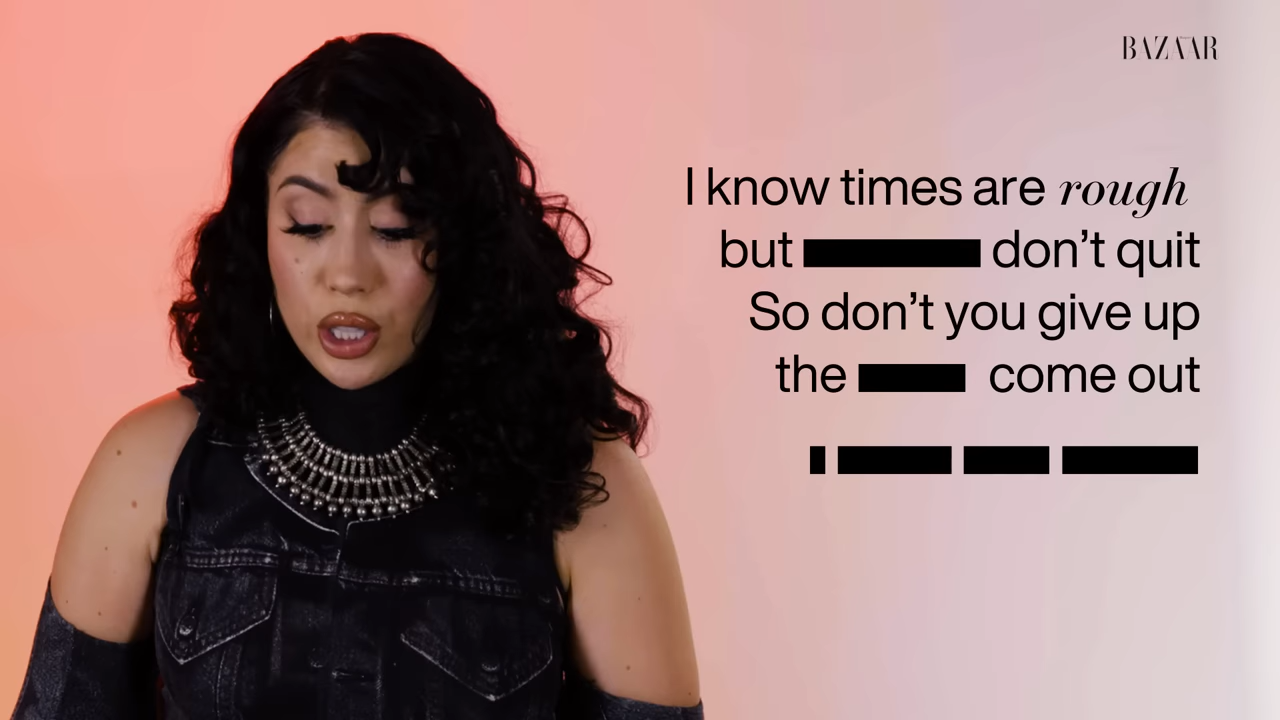 BAZAAR
I know times are rough
but don't quit
So don't you give up
the come out